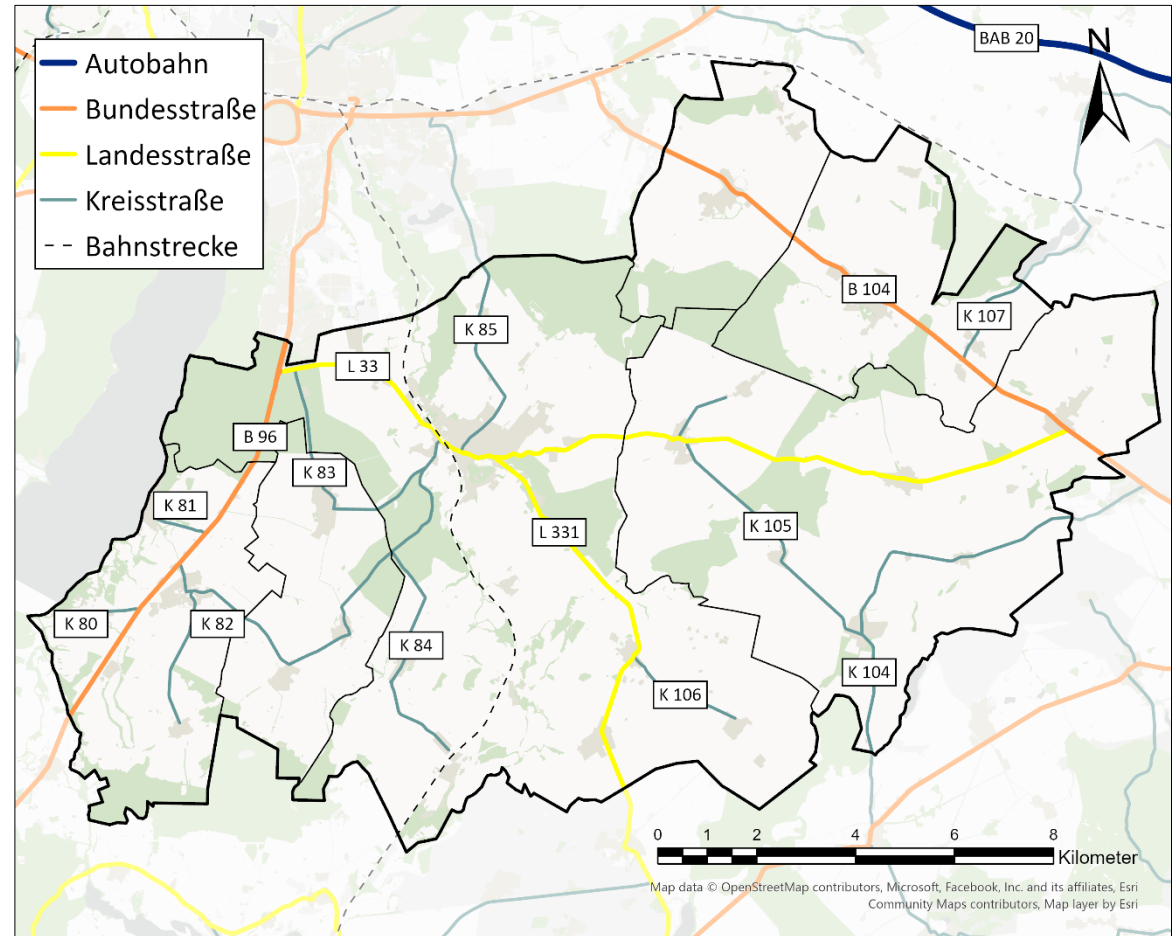 Autobahn
Bundesstraße
Landesstraße
Kreisstraße
Bahnstrecke
BAB 20
N
B 104
K 107
K 85
L 33
B 96
K 83
K 81
K 105
L 331
K 80
K 82
K 84
K 104
K 106
0 1 2 4 6 8
Kilometer
Map data © OpenStreetMap contributors, Microsoft, Facebook, Inc. and its affiliates, Esri
Community Maps contributors, Map layer by Esri